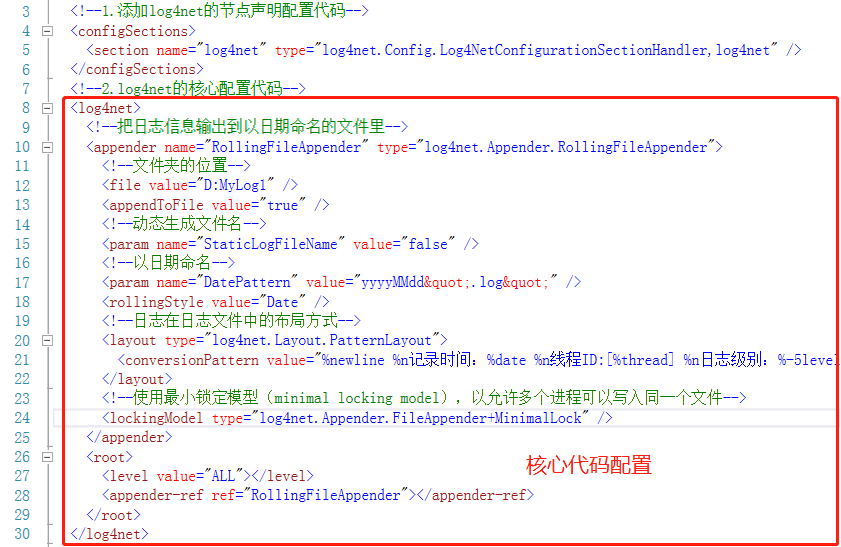 3 <!--1.添加log4net的节点声明配置代码-->
4 <configSections>
5 <section name="log4net" type="log4net.Config.Log4NetConfigurationSectionHandler,log4net" />
6 </configSections>
7 <!--2.log4net的核心配置代码-->
8 <log4net>
9 <!--把日志信息输出到以日期命名的文件里-->
10 <appender name="RollingFileAppender" type="log4net.Appender.RollingFileAppender">
11 <!--文件夹的位置-->
12 <file value="D:MyLog1" />
13 <appendToFile value="true" />
14 <!--动态生成文件名-->
15 <param name="StaticLogFileName" value="false" />
16 <!--以日期命名-->
17 <param name="DatePattern" value="yyyyMMdd&quot;.log&quot;" />
18 <rollingStyle value="Date" />
19 <!--日志在日志文件中的布局方式-->
20 <layout type="log4net.Layout.PatternLayout">
21 <conversionPattern value="%newline %n记录时间：%date %n线程ID:[%thread] %n日志级别：%-5level
22 </layout>
23 <!--使用最小锁定模型（minimal locking model），以允许多个进程可以写入同一个文件-->
24 <lockingModel type="log4net.Appender.FileAppender+MinimalLock" />
25 </appender>
26 <root>
27 <level value="ALL"></level>
28 <appender-ref ref="RollingFileAppender"></appender-ref>
29 </root>
30 </log4net>
核心代码配置